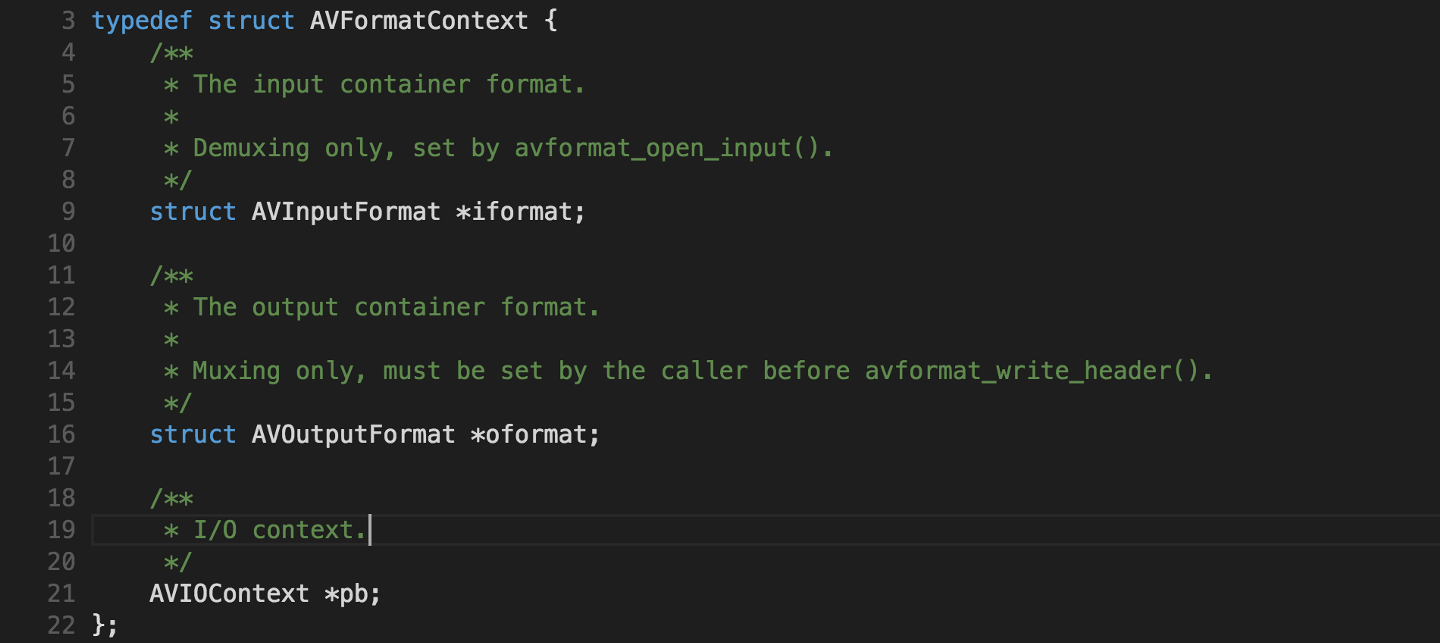 3 typedef struct AVFormatContext {
4     /**
5      * The input container format.
6      *
7      * Demuxing only, set by avformat_open_input().
8      */
9     struct AVInputFormat *iformat;
10
11     /**
12      * The output container format.
13      *
14      * Muxing only, must be set by the caller before avformat_write_header().
15      */
16     struct AVOutputFormat *oformat;
17
18     /**
19      * I/O context.
20      */
21     AVIOContext *pb;
22 };